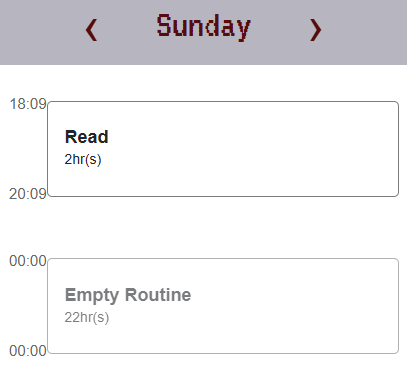 ❮ Sunday ❯
18:09
Read
2hr(s)
20:09
00:00
Empty Routine
22hr(s)
00:00